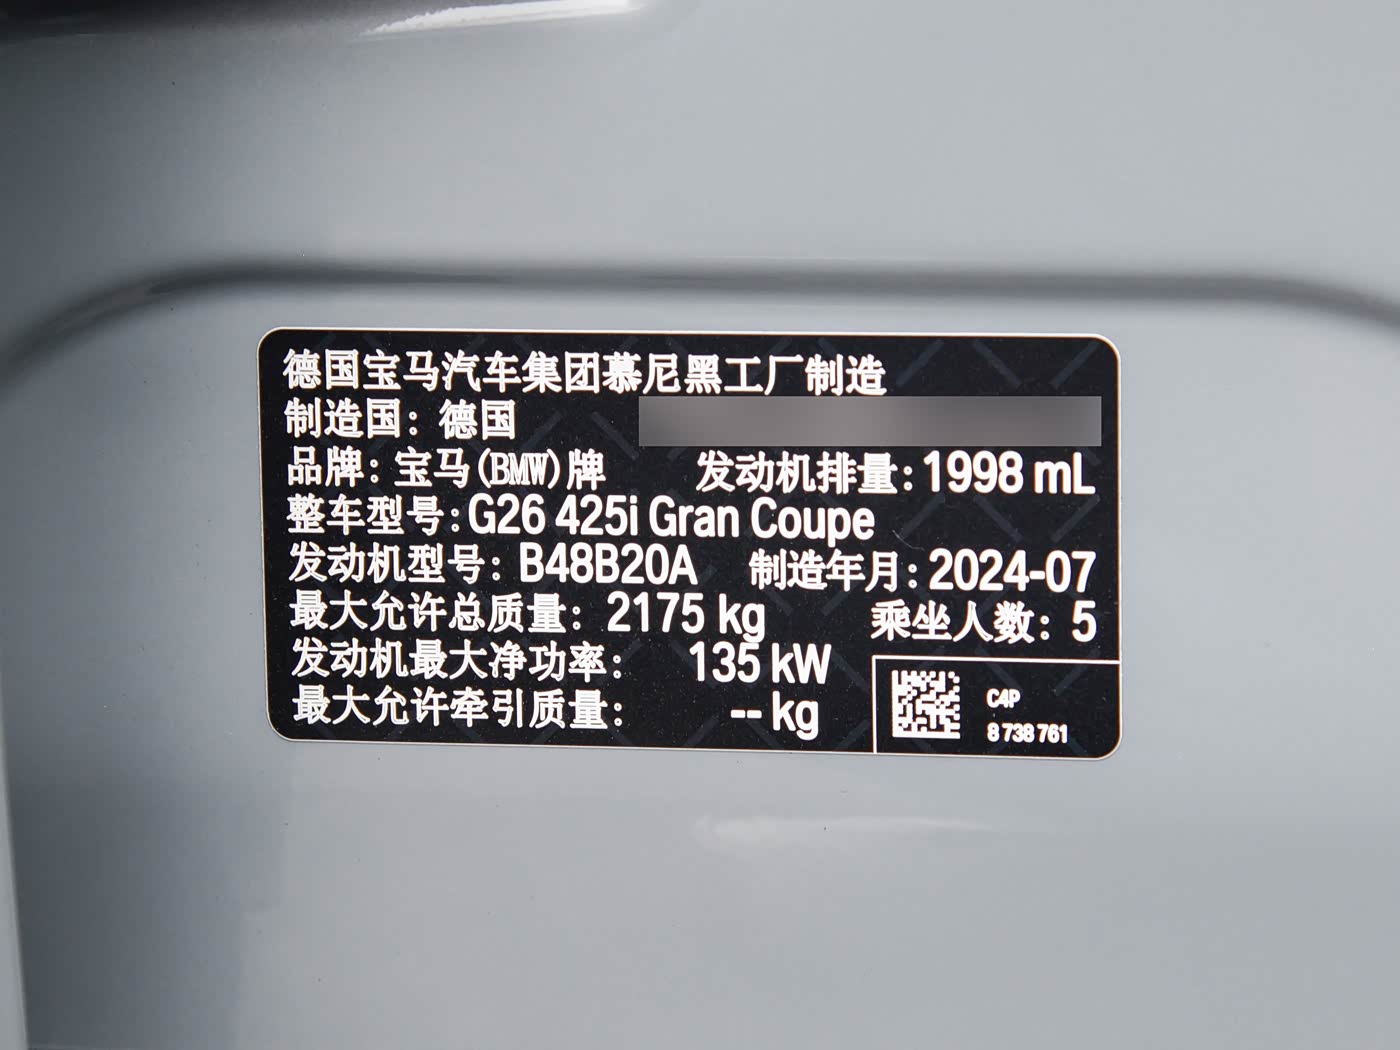 德国宝马汽车集团慕尼黑工厂制造
制造国：德国
品牌：宝马(BMW)牌 发动机排量：1998 mL
整车型号：G26 425i Gran Coupe
发动机型号：B48B20A 制造年月：2024-07
最大允许总质量：2175 kg 乘坐人数：5
发动机最大净功率：135 kW
最大允许牵引质量：-- kg
C4P
8 738 761